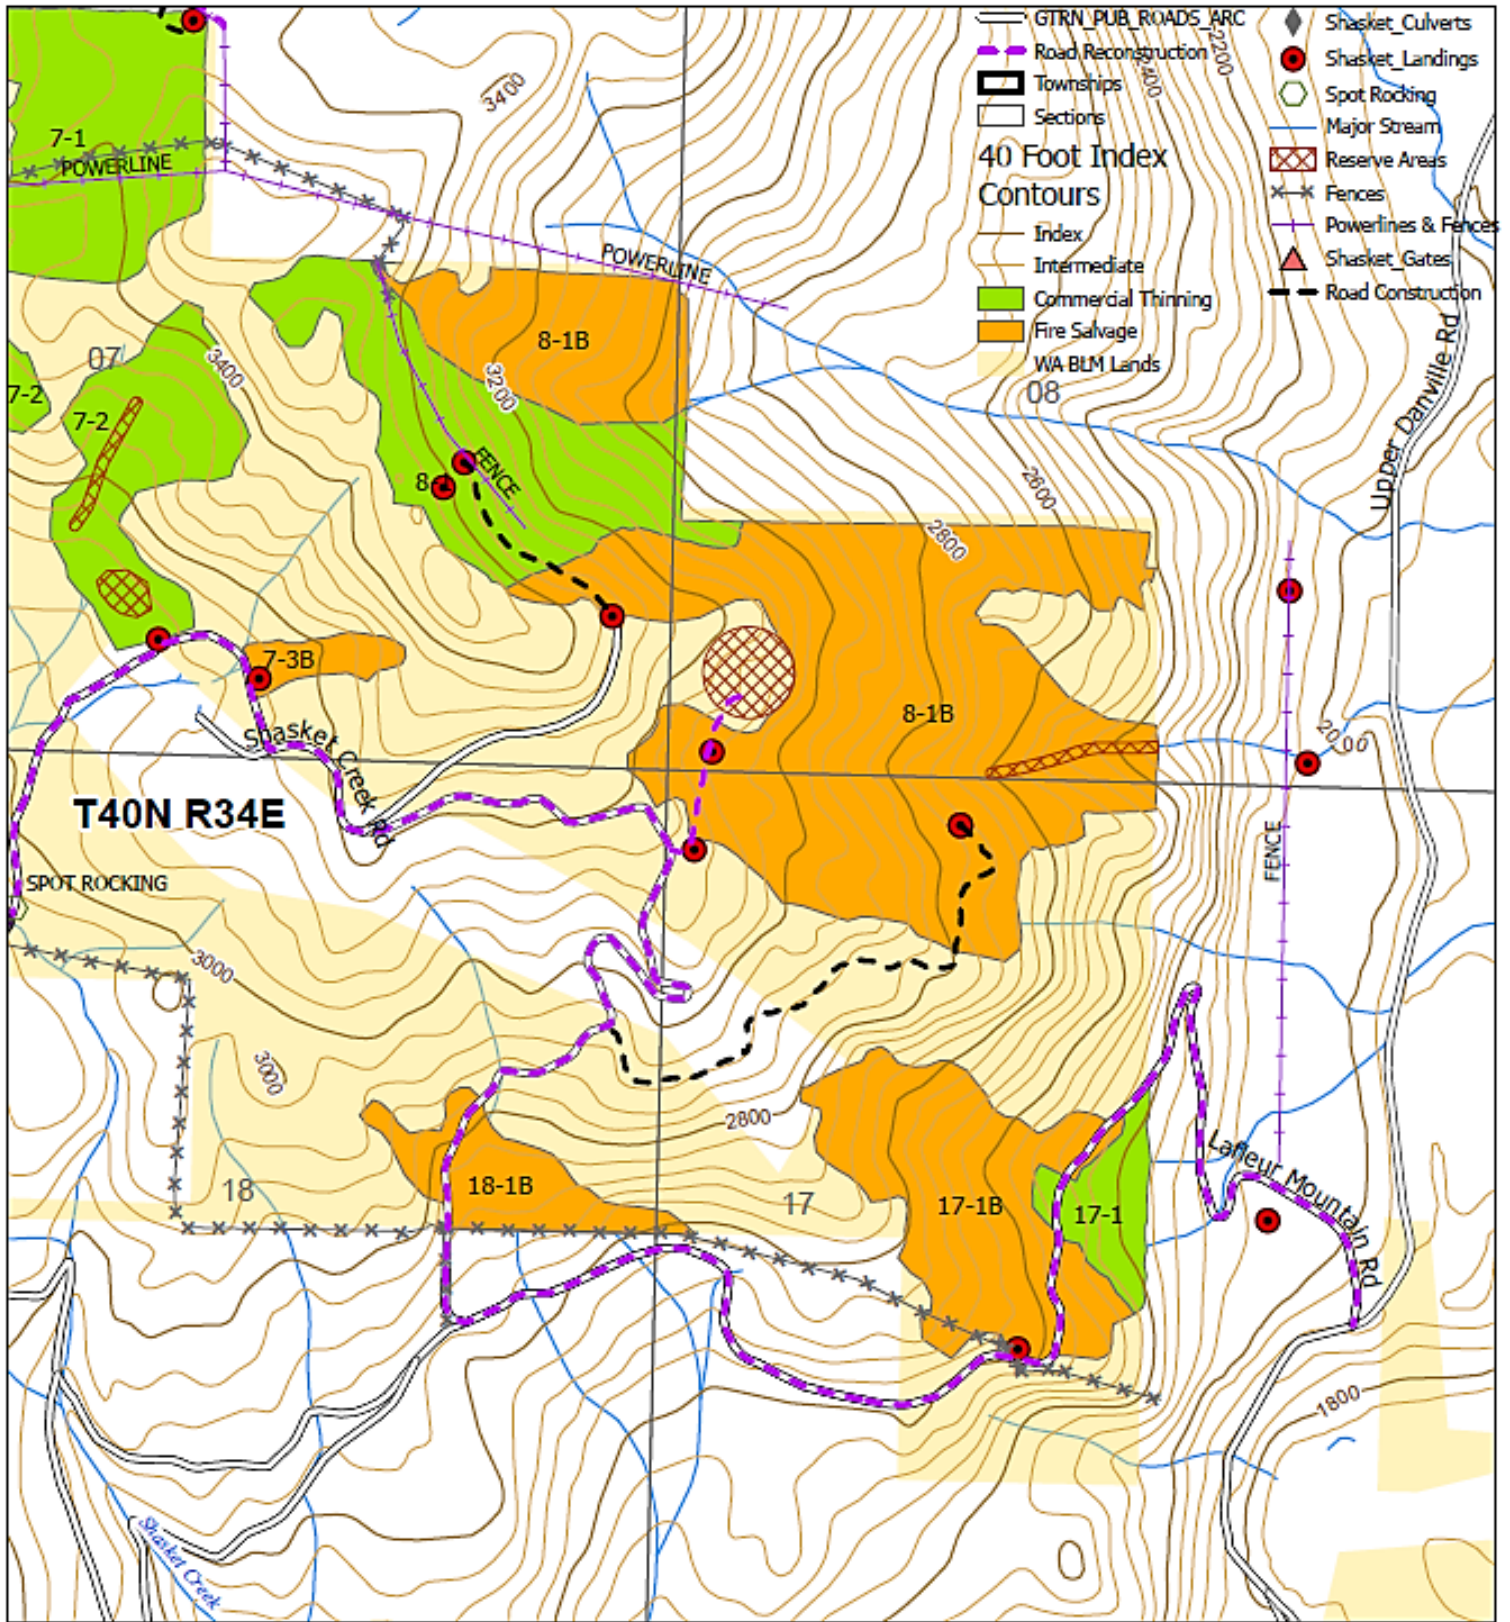 GTRN_PUB_ROADS_ARC
Road Reconstruction
Townships
Sections
40 Foot Index
Contours
Index
Intermediate
Commercial Thinning
Fire Salvage
WA BLM Lands
Shasket_Culverts
Shasket_Landings
Spot Rocking
Major Stream
Reserve Areas
Fences
Powerlines & Fences
Shasket_Gates
Road Construction
2200
2400
3400
7-1
POWERLINE
POWERLINE
8-1B
07
3400
7-2
7-2
3200
08
Upper Danville Rd
FENCE
8-
2600
2800
7-3B
8-1B
Shasket Creek Rd
2000
T40N R34E
FENCE
SPOT ROCKING
3000
3000
2800
Lafleur Mountain Rd
18
18-1B
17
17-1B
17-1
1800
Shasket Creek